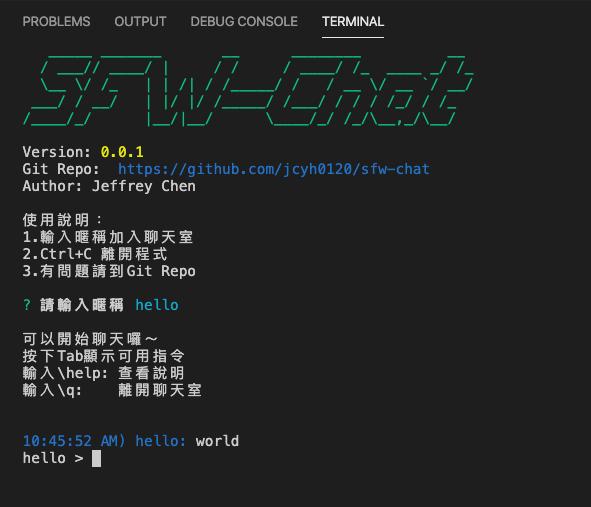 PROBLEMS OUTPUT DEBUG CONSOLE TERMINAL
SFW-Chat
Version: 0.0.1
Git Repo: https://github.com/jcyh0120/sfw-chat
Author: Jeffrey Chen
使用說明：
1.輸入暱稱加入聊天室
2.Ctrl+C 離開程式
3.有問題請到Git Repo
? 請輸入暱稱 hello
可以開始聊天囉～
按下Tab顯示可用指令
輸入\help: 查看說明
輸入\q: 離開聊天室
10:45:52 AM) hello: world
hello >